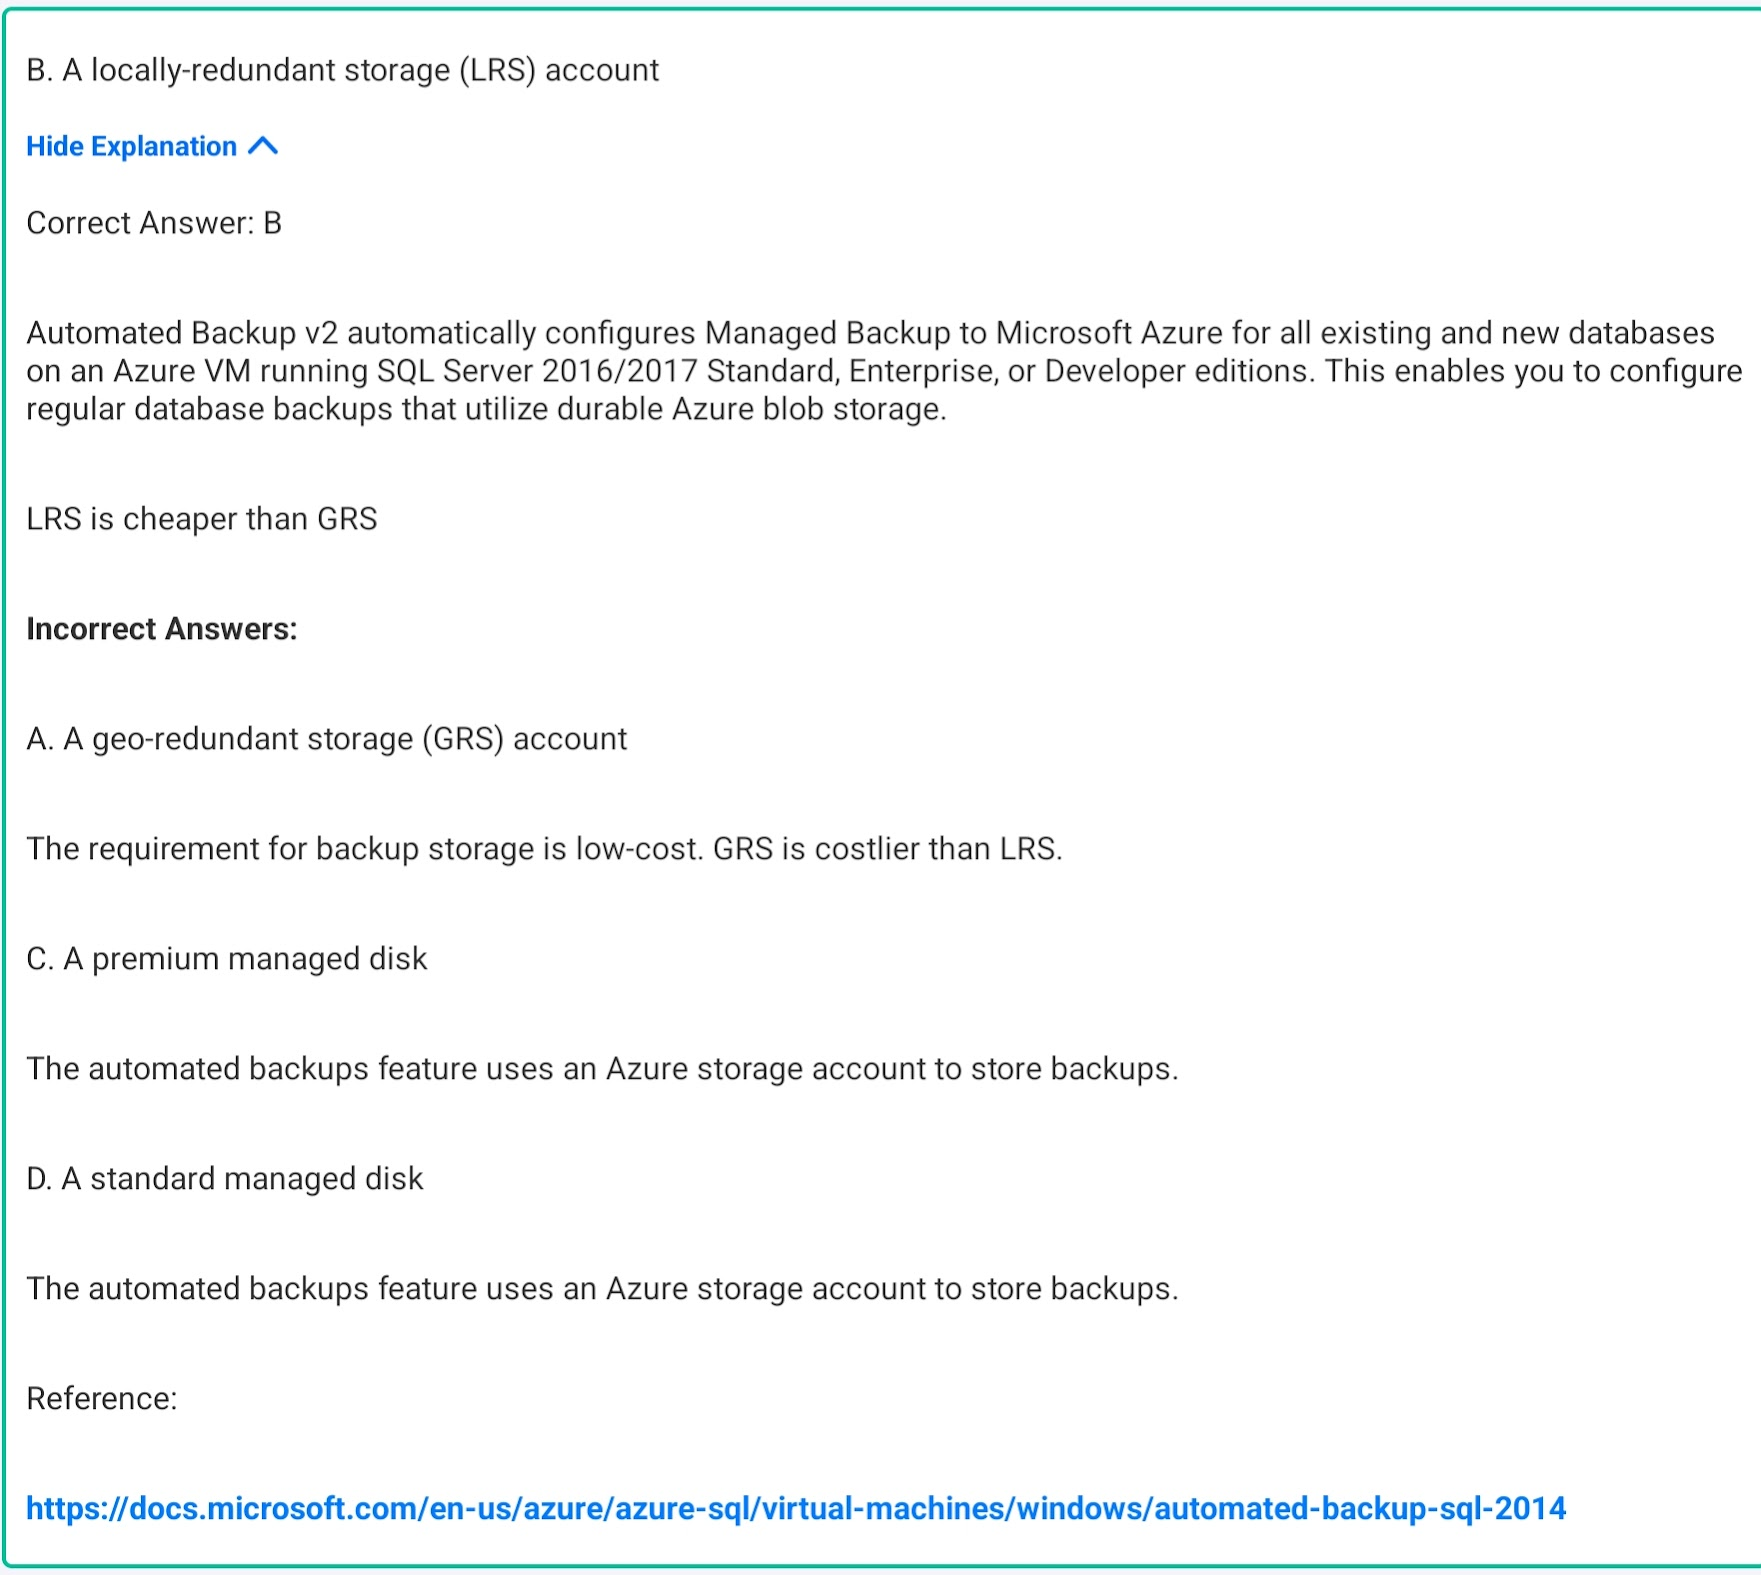 B. A locally-redundant storage (LRS) account
Hide Explanation
Correct Answer: B
Automated Backup v2 automatically configures Managed Backup to Microsoft Azure for all existing and new databases
on an Azure VM running SQL Server 2016/2017 Standard, Enterprise, or Developer editions. This enables you to configure
regular database backups that utilize durable Azure blob storage.
LRS is cheaper than GRS
Incorrect Answers:
A. A geo-redundant storage (GRS) account
The requirement for backup storage is low-cost. GRS is costlier than LRS.
C. A premium managed disk
The automated backups feature uses an Azure storage account to store backups.
D. A standard managed disk
The automated backups feature uses an Azure storage account to store backups.
Reference:
https://docs.microsoft.com/en-us/azure/azure-sql/virtual-machines/windows/automated-backup-sql-2014